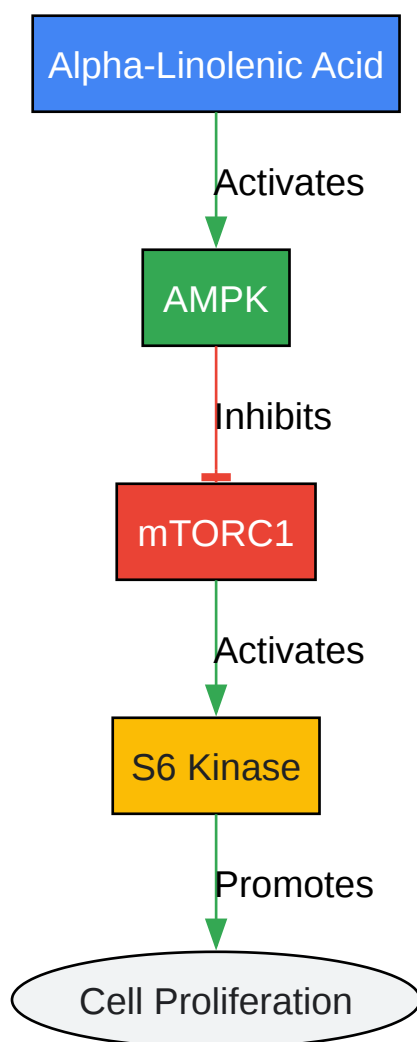 Alpha-Linolenic Acid
Activates
AMPK
Inhibits
mTORC1
Activates
S6 Kinase
Promotes
Cell Proliferation